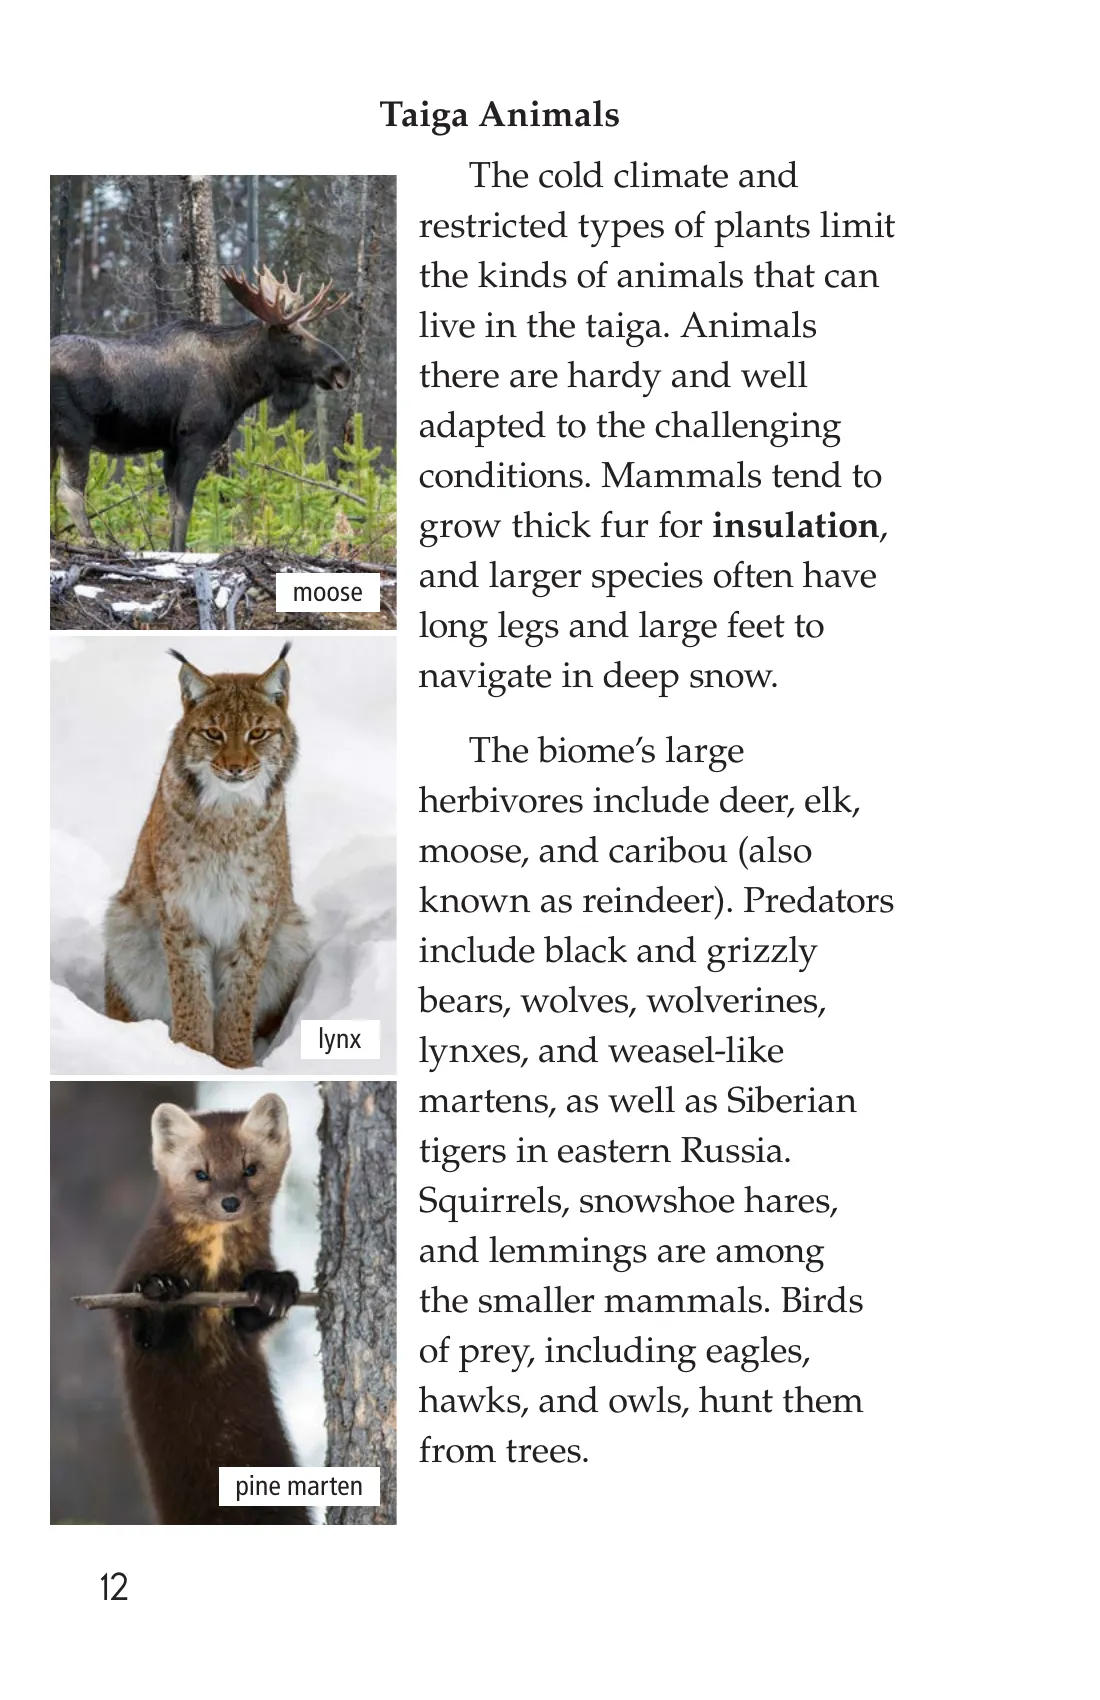 Taiga Animals
The cold climate and
restricted types of plants limit
the kinds of animals that can
live in the taiga. Animals
there are hardy and well
adapted to the challenging
conditions. Mammals tend to
grow thick fur for insulation,
and larger species often have
long legs and large feet to
navigate in deep snow.
The biome’s large
herbivores include deer, elk,
moose, and caribou (also
known as reindeer). Predators
include black and grizzly
bears, wolves, wolverines,
lynxes, and weasel-like
martens, as well as Siberian
tigers in eastern Russia.
Squirrels, snowshoe hares,
and lemmings are among
the smaller mammals. Birds
of prey, including eagles,
hawks, and owls, hunt them
from trees.
moose
lynx
pine marten
12